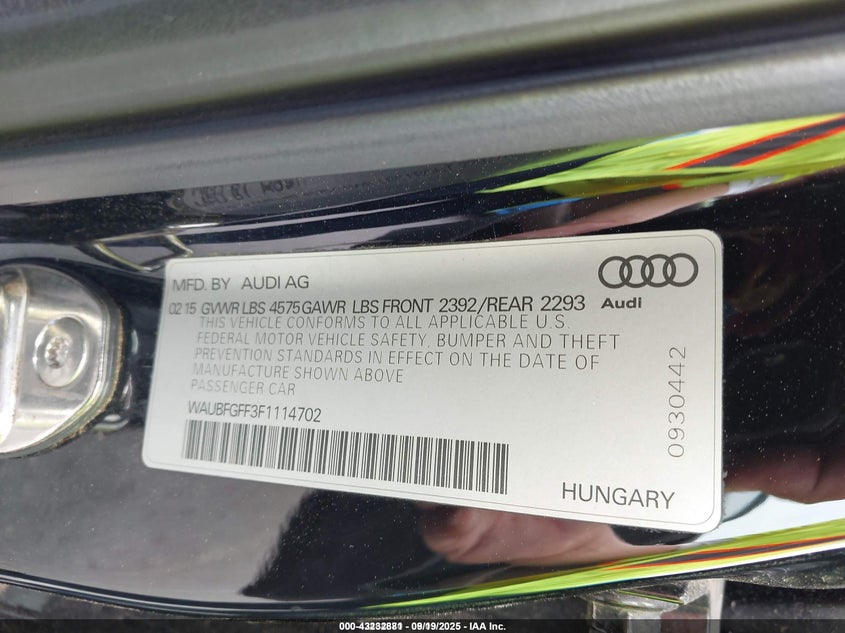 MFD. BY AUDI AG
02 15 GVWR LBS 4575 GAWR LBS FRONT 2392/REAR 2293
THIS VEHICLE CONFORMS TO ALL APPLICABLE U.S.
FEDERAL MOTOR VEHICLE SAFETY, BUMPER AND THEFT
PREVENTION STANDARDS IN EFFECT ON THE DATE OF
MANUFACTURE SHOWN ABOVE
PASSENGER CAR
WAUBFGFF3F1114702
Audi
0930442
HUNGARY
000-43282881 - 09/19/2025 - IAA Inc.